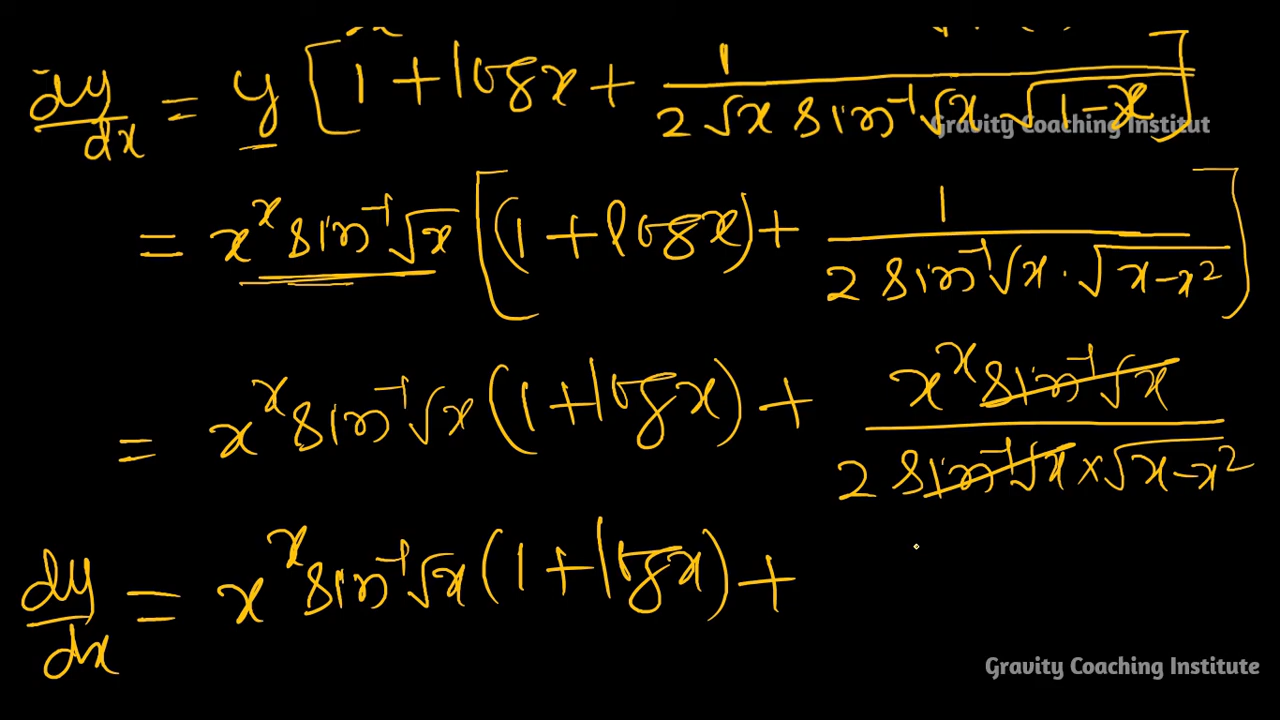 dy/dx = y [1 + log x + 1/(2√x sin⁻¹√x √(1-x))]
Gravity Coaching Institut
= x^x sin⁻¹√x [(1 + log x) + 1/(2 sin⁻¹√x · √(x-x²))]
= x^x sin⁻¹√x (1 + log x) + x^x sin⁻¹√x/(2 sin⁻¹√x × √(x-x²))
dy/dx = x^x sin⁻¹√x (1 + log x) +
Gravity Coaching Institute